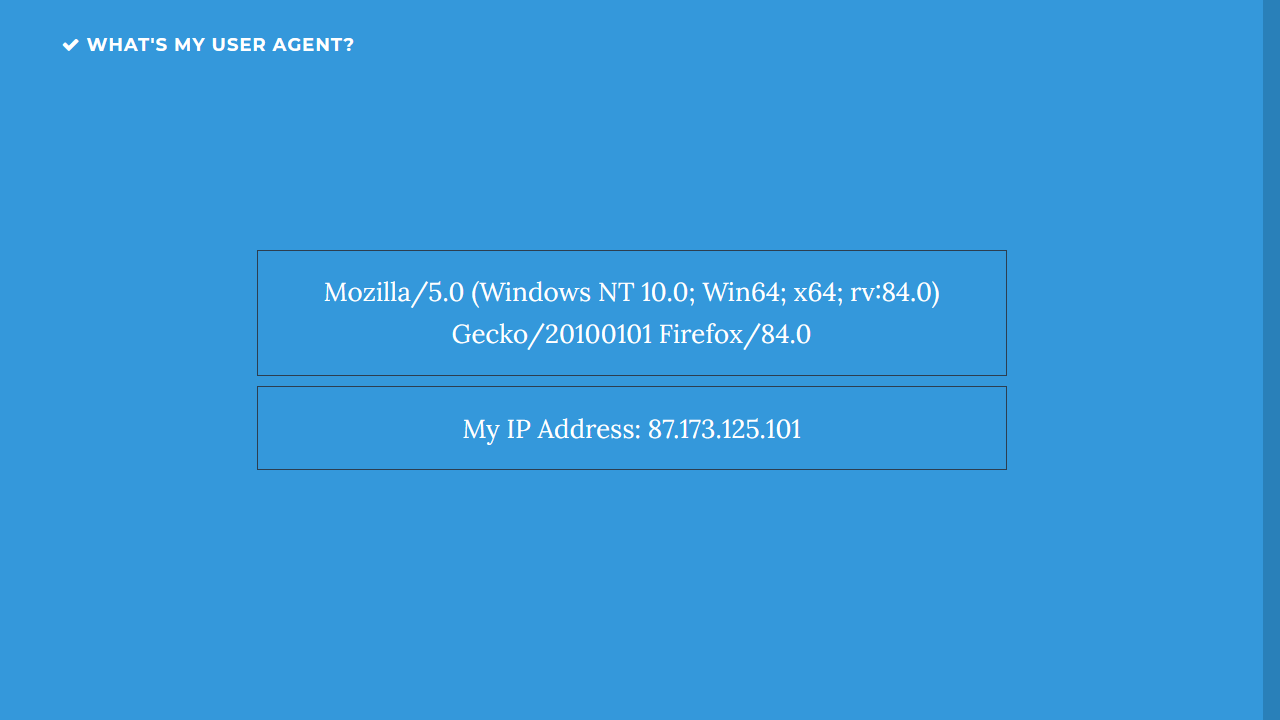 WHAT'S MY USER AGENT?
Mozilla/5.0 (Windows NT 10.0; Win64; x64; rv:84.0)
Gecko/20100101 Firefox/84.0
My IP Address: 87.173.125.101